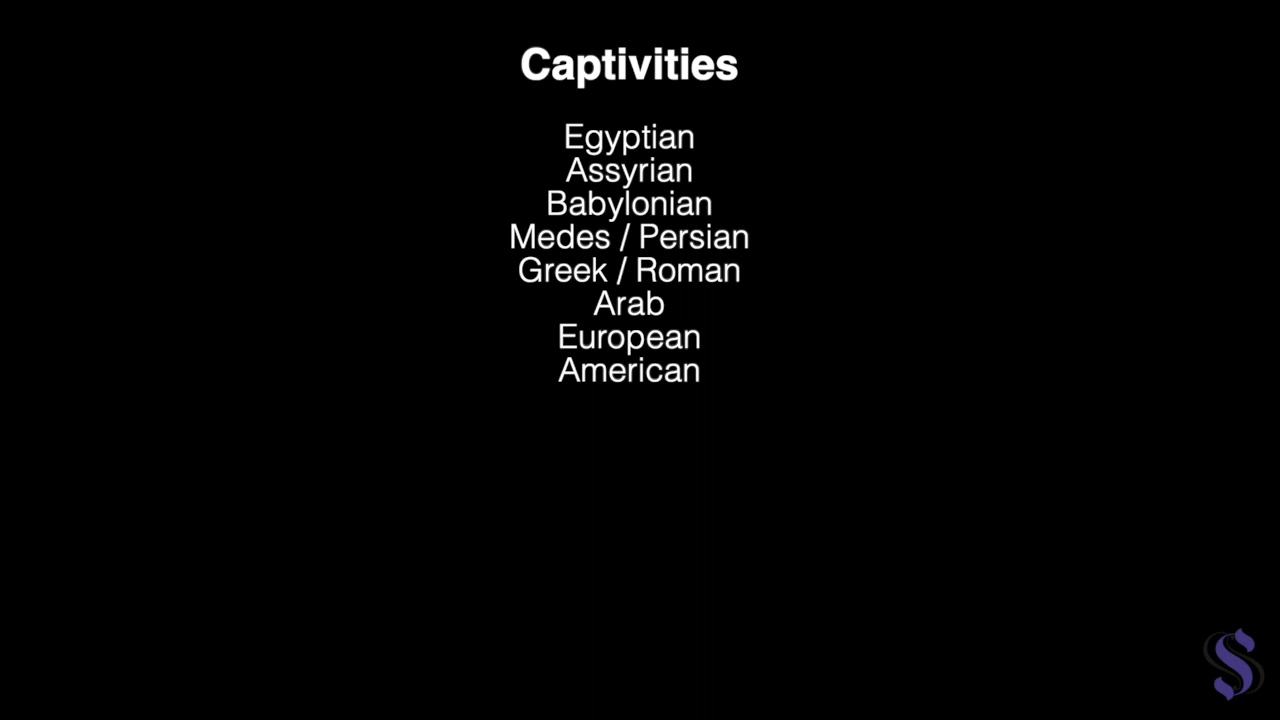 Captivities
Egyptian
Assyrian
Babylonian
Medes / Persian
Greek / Roman
Arab
European
American
S